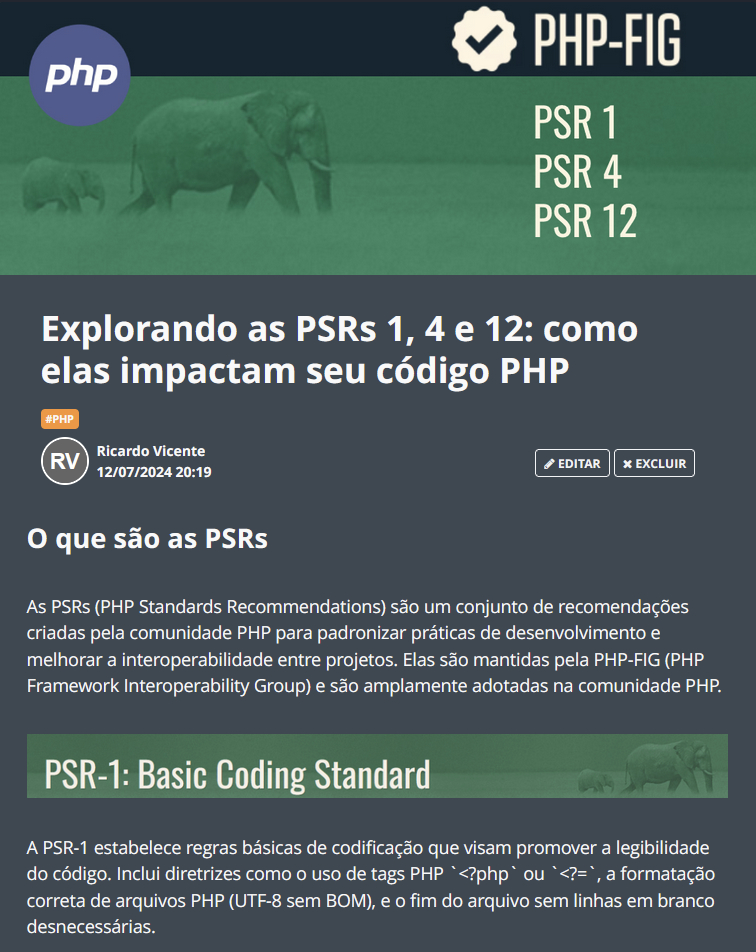 PHP-FIG
php
PSR 1
PSR 4
PSR 12
Explorando as PSRs 1, 4 e 12: como
elas impactam seu código PHP
#PHP
RV
Ricardo Vicente
12/07/2024 20:19
EDITAR
EXCLUIR
O que são as PSRs
As PSRs (PHP Standards Recommendations) são um conjunto de recomendações
criadas pela comunidade PHP para padronizar práticas de desenvolvimento e
melhorar a interoperabilidade entre projetos. Elas são mantidas pela PHP-FIG (PHP
Framework Interoperability Group) e são amplamente adotadas na comunidade PHP.
PSR-1: Basic Coding Standard
A PSR-1 estabelece regras básicas de codificação que visam promover a legibilidade
do código. Inclui diretrizes como o uso de tags PHP `<?php` ou `<?=`, a formatação
correta de arquivos PHP (UTF-8 sem BOM), e o fim do arquivo sem linhas em branco
desnecessárias.